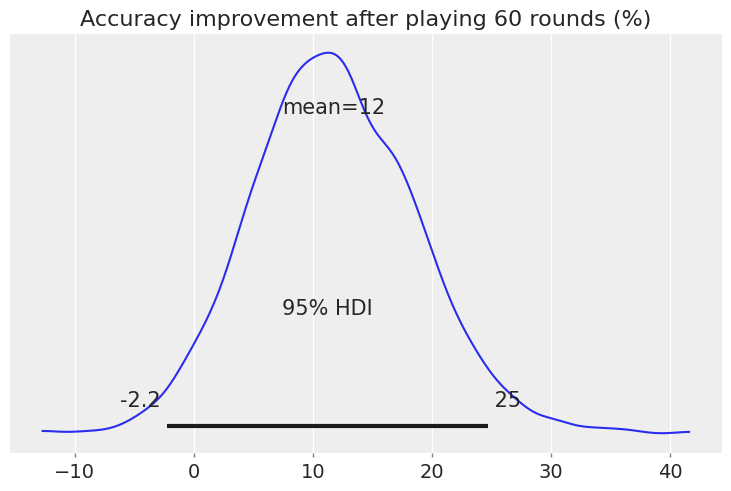 Accuracy improvement after playing 60 rounds (%)
mean=12
95% HDI
-2.2 25
−10 0 10 20 30 40